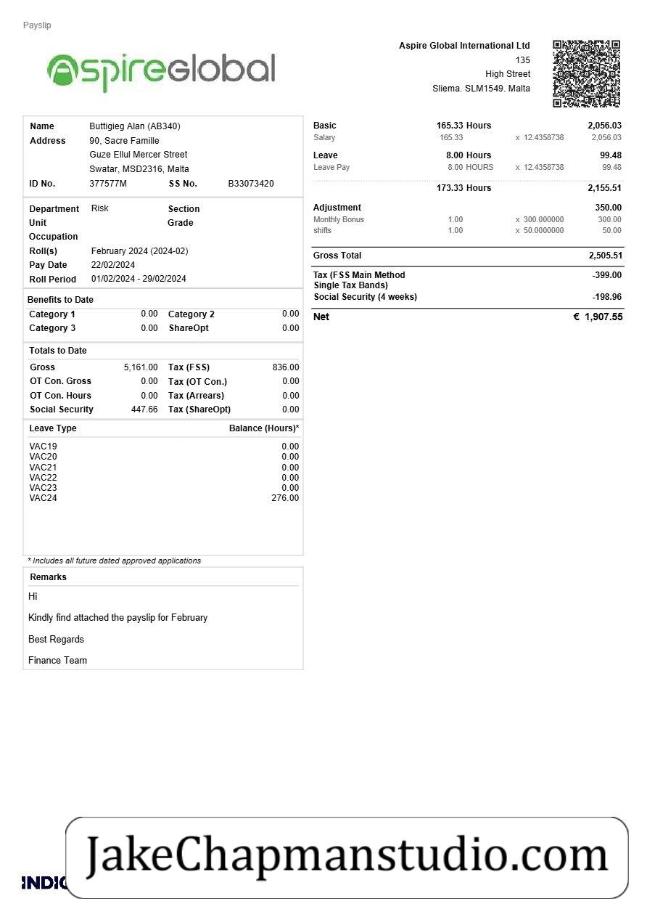 Payslip
Aspire Global International Ltd
135
High Street
Sliema. SLM1549. Malta
AspireGlobal
Name Buttigieg Alan (AB340)
Address 90, Sacre Famille
Guze Ellul Mercer Street
Swatar, MSD2316, Malta
ID No. 377577M SS No. B33073420
Department Risk Section
Unit Grade
Occupation
Roll(s) February 2024 (2024-02)
Pay Date 22/02/2024
Roll Period 01/02/2024 - 29/02/2024
Benefits to Date
Category 1 0.00 Category 2 0.00
Category 3 0.00 ShareOpt 0.00
Totals to Date
Gross 5,161.00 Tax (FSS) 836.00
OT Con. Gross 0.00 Tax (OT Con.) 0.00
OT Con. Hours 0.00 Tax (Arrears) 0.00
Social Security 447.66 Tax (ShareOpt) 0.00
Leave Type Balance (Hours)*
VAC19 0.00
VAC20 0.00
VAC21 0.00
VAC22 0.00
VAC23 0.00
VAC24 276.00
* Includes all future dated approved applications
Remarks
Hi
Kindly find attached the payslip for February
Best Regards
Finance Team
Basic 165.33 Hours 2,056.03
Salary 165.33 x 12.4358738 2,056.03
Leave 8.00 Hours 99.48
Leave Pay 8.00 HOURS x 12.4358738 99.48
173.33 Hours 2,155.51
Adjustment 350.00
Monthly Bonus 1.00 x 300.000000 300.00
shifts 1.00 x 50.0000000 50.00
Gross Total 2,505.51
Tax (FSS Main Method -399.00
Single Tax Bands)
Social Security (4 weeks) -198.96
Net € 1,907.55
JakeChapmanstudio.com